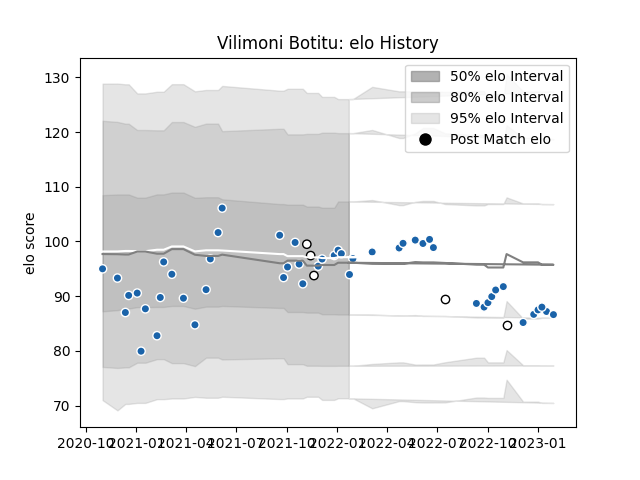 Vilimoni Botitu: elo History
50% elo Interval
80% elo Interval
95% elo Interval
Post Match elo
elo score
130
120
110
100
90
80
70
2020-10 2021-01 2021-04 2021-07 2021-10 2022-01 2022-04 2022-07 2022-10 2023-01